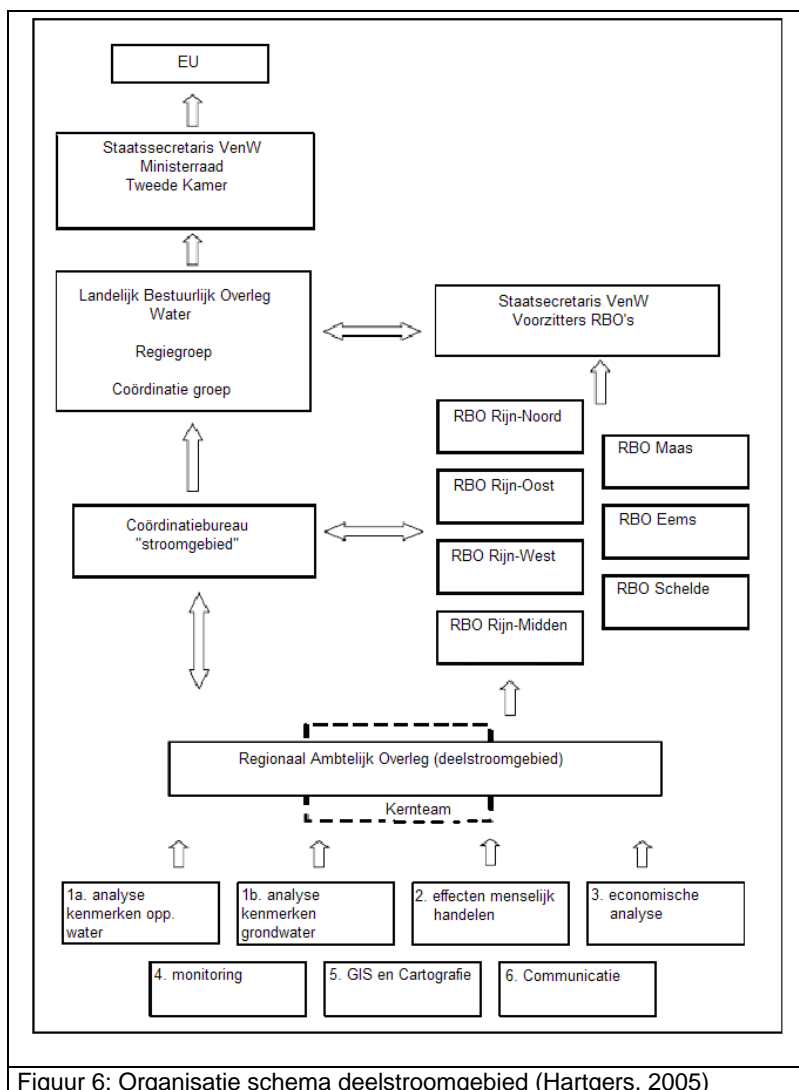 EU
Staatssecretaris VenW
Ministerraad
Tweede Kamer
Landelijk Bestuurlijk Overleg
Water
Regiegroep
Coördinatie groep
Staatsecretaris VenW
Voorzitters RBO's
RBO Rijn-Noord
RBO Rijn-Oost
RBO Rijn-West
RBO Rijn-Midden
RBO Maas
RBO Eems
RBO Schelde
Coördinatiebureau
"stroomgebied"
Regionaal Ambtelijk Overleg (deelstroomgebied)
Kernteam
1a. analyse
kenmerken opp.
water
1b. analyse
kenmerken
grondwater
2. effecten menselijk
handelen
3. economische
analyse
4. monitoring
5. GIS en Cartografie
6. Communicatie
Figuur 6: Organisatie schema deelstroomgebied (Hartgers, 2005)